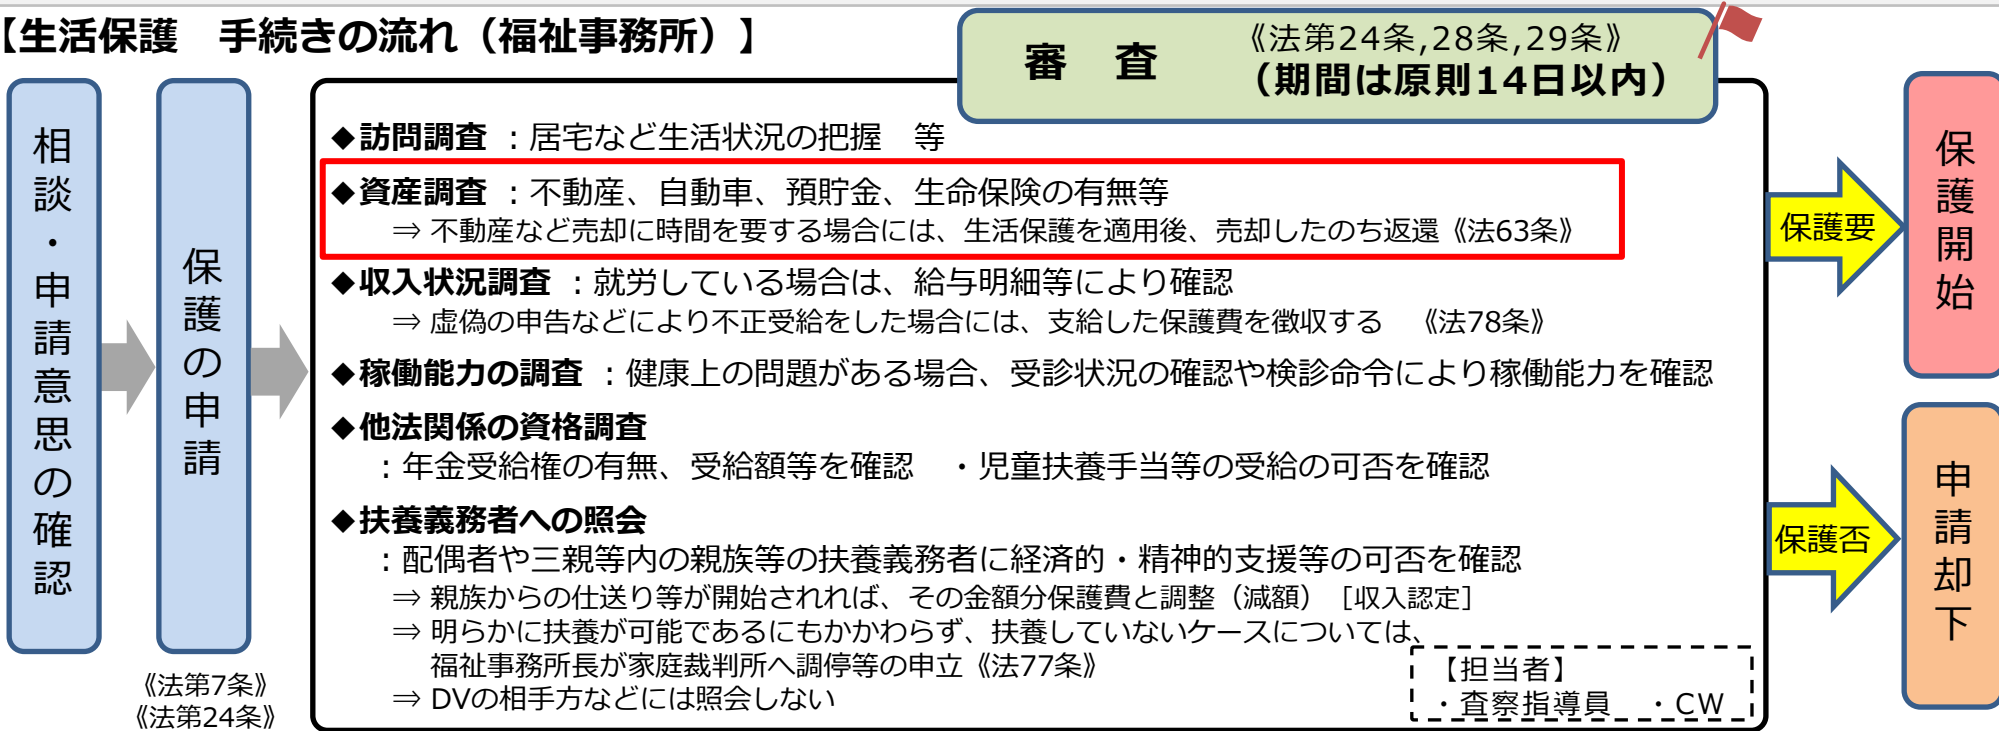 【生活保護　手続きの流れ（福祉事務所）】
審　査
《法第24条,28条,29条》
（期間は原則14日以内）
相談・申請意思の確認
保護の申請
《法第7条》
《法第24条》
◆訪問調査 ：居宅など生活状況の把握　等
◆資産調査 ：不動産、自動車、預貯金、生命保険の有無等
⇒ 不動産など売却に時間を要する場合には、生活保護を適用後、売却したのち返還《法63条》
◆収入状況調査 ：就労している場合は、給与明細等により確認
⇒ 虚偽の申告などにより不正受給をした場合には、支給した保護費を徴収する　《法78条》
◆稼働能力の調査 ：健康上の問題がある場合、受診状況の確認や検診命令により稼働能力を確認
◆他法関係の資格調査
：年金受給権の有無、受給額等を確認　・児童扶養手当等の受給の可否を確認
◆扶養義務者への照会
：配偶者や三親等内の親族等の扶養義務者に経済的・精神的支援等の可否を確認
⇒ 親族からの仕送り等が開始されれば、その金額分保護費と調整（減額）［収入認定］
⇒ 明らかに扶養が可能であるにもかかわらず、扶養していないケースについては、
福祉事務所長が家庭裁判所へ調停等の申立《法77条》
⇒ DVの相手方などには照会しない
【担当者】
・査察指導員　・CW
保護要
保護開始
保護否
申請却下